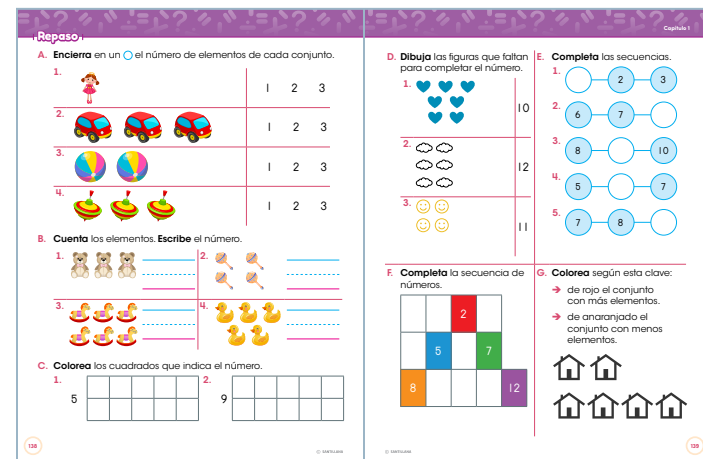 Repaso
A. Encierra en un el número de elementos de cada conjunto.
1.
1 2 3
2.
1 2 3
3.
1 2 3
4.
1 2 3
B. Cuenta los elementos. Escribe el número.
1.
2.
3.
4.
C. Colorea los cuadrados que indica el número.
1.
5
2.
9
138
© SANTILLANA
Capítulo 1
D. Dibuja las figuras que faltan
para completar el número.
1.
10
2.
12
3.
11
E. Completa las secuencias.
1.
2 3
2.
6 7
3.
8 10
4.
5 7
5.
7 8
F. Completa la secuencia de
números.
2
5 7
8 12
G. Colorea según esta clave:
➔ de rojo el conjunto
con más elementos.
➔ de anaranjado el
conjunto con menos
elementos.
© SANTILLANA
139